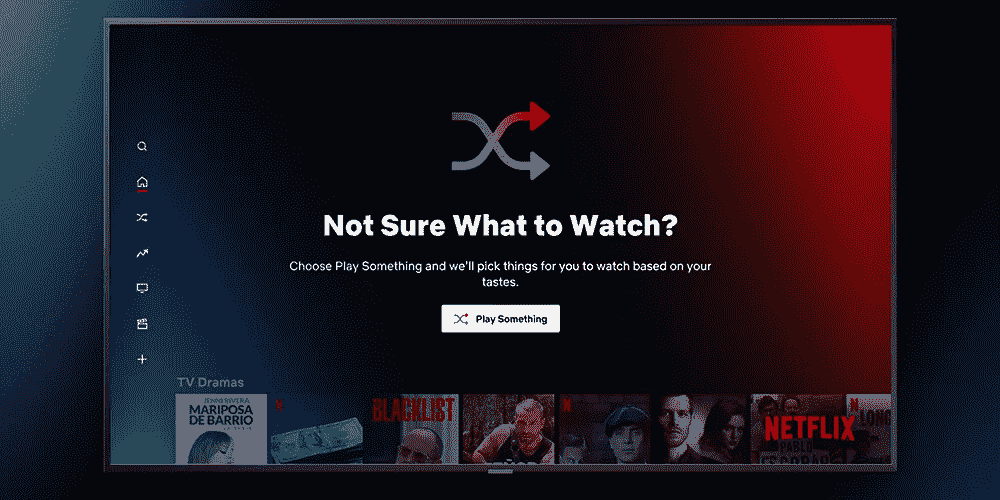 Not Sure What to Watch?
Choose Play Something and we'll pick things for you to watch based on your
tastes.
Play Something
TV Dramas
JENNI RIVERA
MARIPOSA
DE BARRIO
N
BLACKLIST
N
NETFLIX
PABLO
N